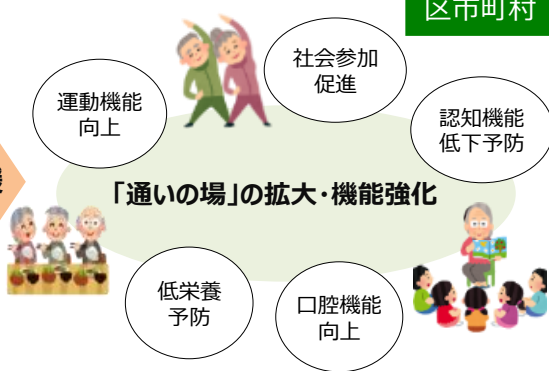 区市町村
社会参加
促進
運動機能
向上
認知機能
低下予防
「通いの場」の拡大・機能強化
低栄養
予防
口腔機能
向上